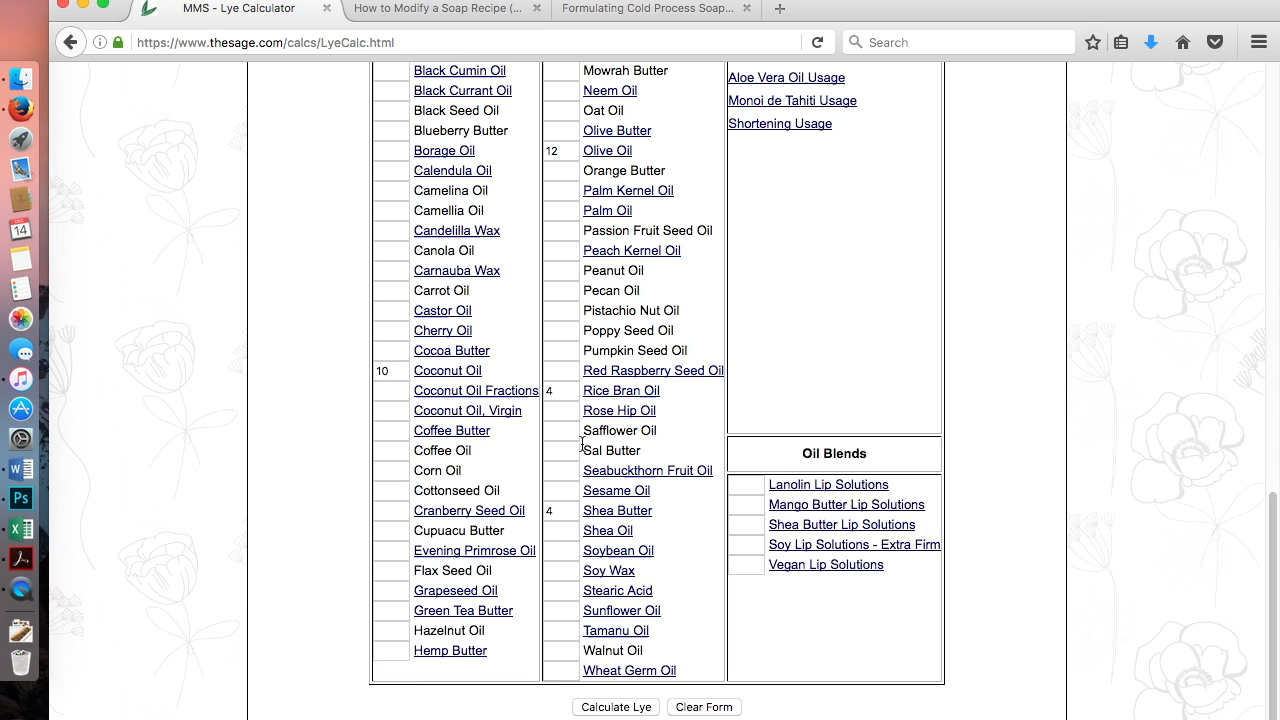 MMS - Lye Calculator
How to Modify a Soap Recipe (...
Formulating Cold Process Soap...
https://www.thesage.com/calcs/LyeCalc.html
Search
Black Cumin Oil
Black Currant Oil
Black Seed Oil
Blueberry Butter
Borage Oil
Calendula Oil
Camelina Oil
Camellia Oil
Candelilla Wax
Canola Oil
Carnauba Wax
Carrot Oil
Castor Oil
Cherry Oil
Cocoa Butter
10 Coconut Oil
Coconut Oil Fractions
Coconut Oil, Virgin
Coffee Butter
Coffee Oil
Corn Oil
Cottonseed Oil
Cranberry Seed Oil
Cupuacu Butter
Evening Primrose Oil
Flax Seed Oil
Grapeseed Oil
Green Tea Butter
Hazelnut Oil
Hemp Butter
Mowrah Butter
Neem Oil
Oat Oil
Olive Butter
12 Olive Oil
Orange Butter
Palm Kernel Oil
Palm Oil
Passion Fruit Seed Oil
Peach Kernel Oil
Peanut Oil
Pecan Oil
Pistachio Nut Oil
Poppy Seed Oil
Pumpkin Seed Oil
Red Raspberry Seed Oil
4 Rice Bran Oil
Rose Hip Oil
Safflower Oil
Sal Butter
Seabuckthorn Fruit Oil
Sesame Oil
4 Shea Butter
Shea Oil
Soybean Oil
Soy Wax
Stearic Acid
Sunflower Oil
Tamanu Oil
Walnut Oil
Wheat Germ Oil
Aloe Vera Oil Usage
Monoi de Tahiti Usage
Shortening Usage
Oil Blends
Lanolin Lip Solutions
Mango Butter Lip Solutions
Shea Butter Lip Solutions
Soy Lip Solutions - Extra Firm
Vegan Lip Solutions
Calculate Lye
Clear Form
DEC
14
W
Ps
X